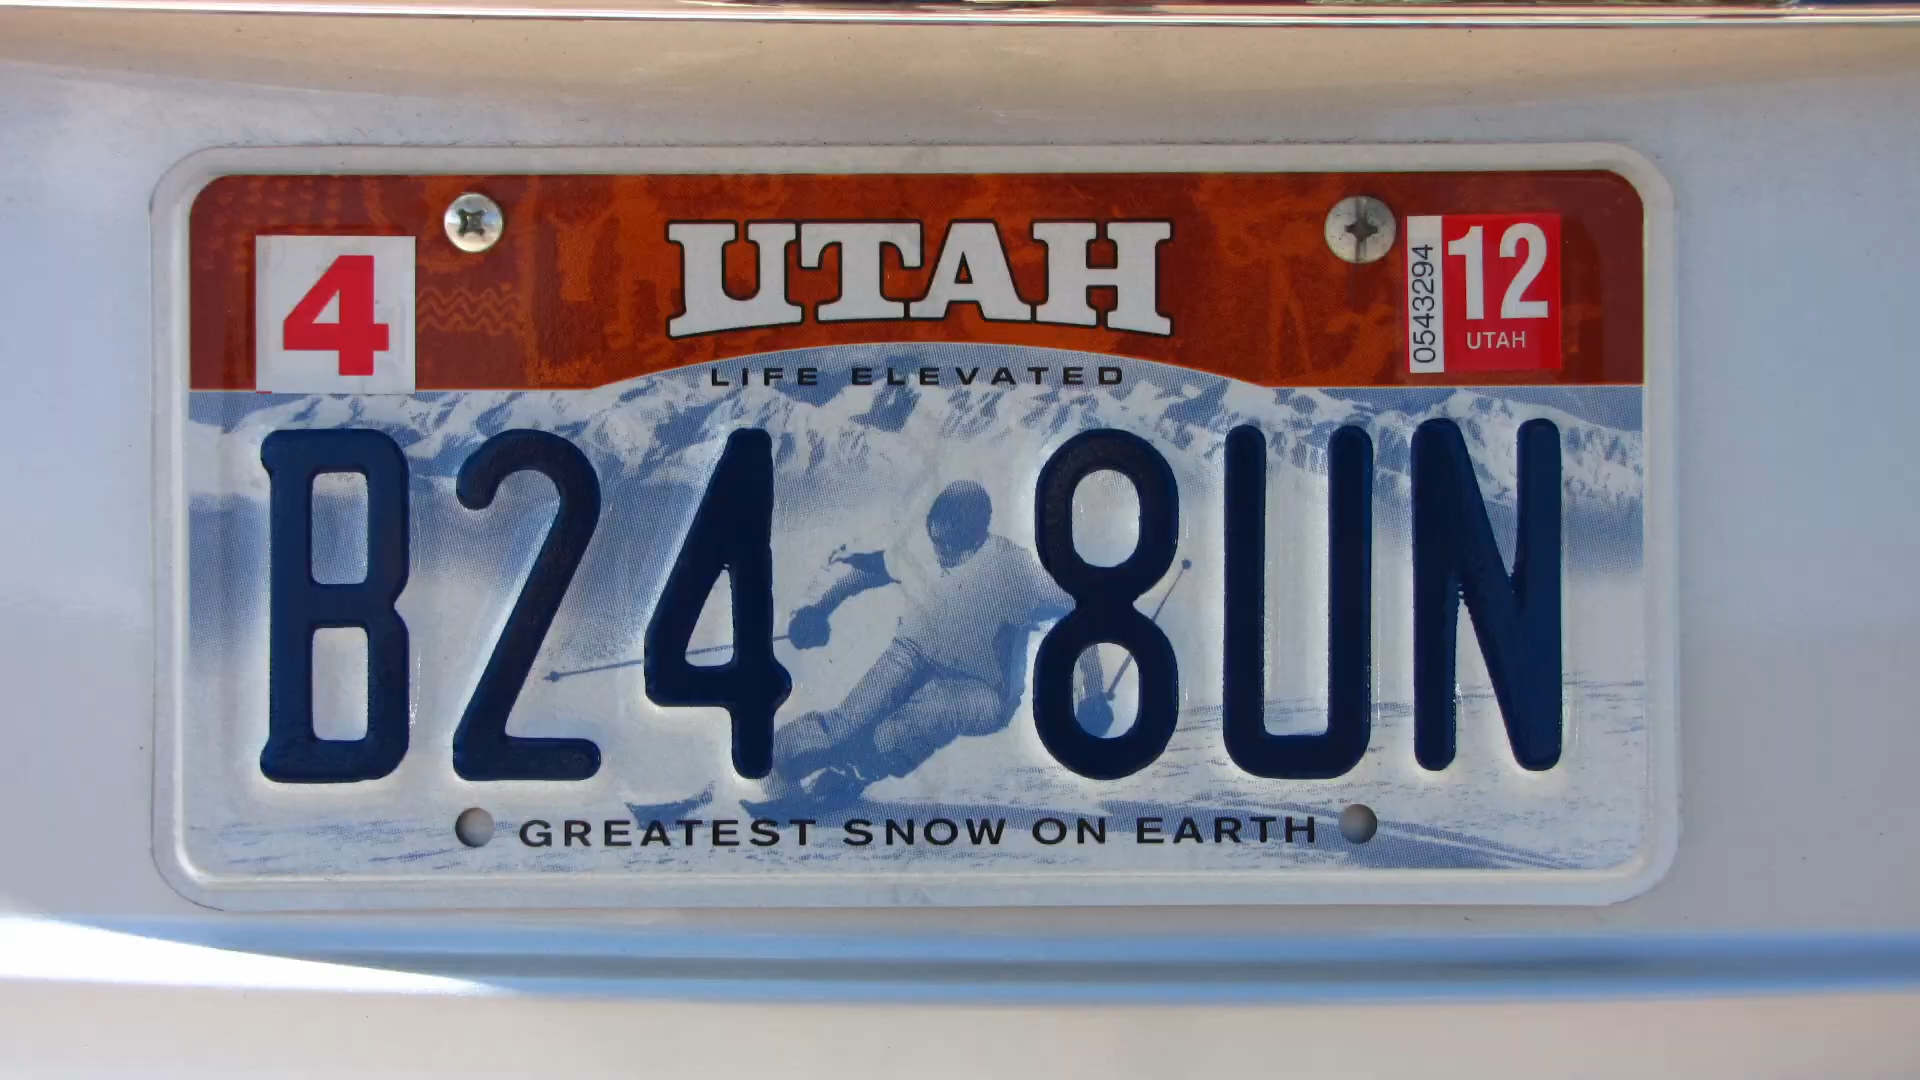 4
UTAH
0543294
12
UTAH
LIFE ELEVATED
B24 8UN
GREATEST SNOW ON EARTH